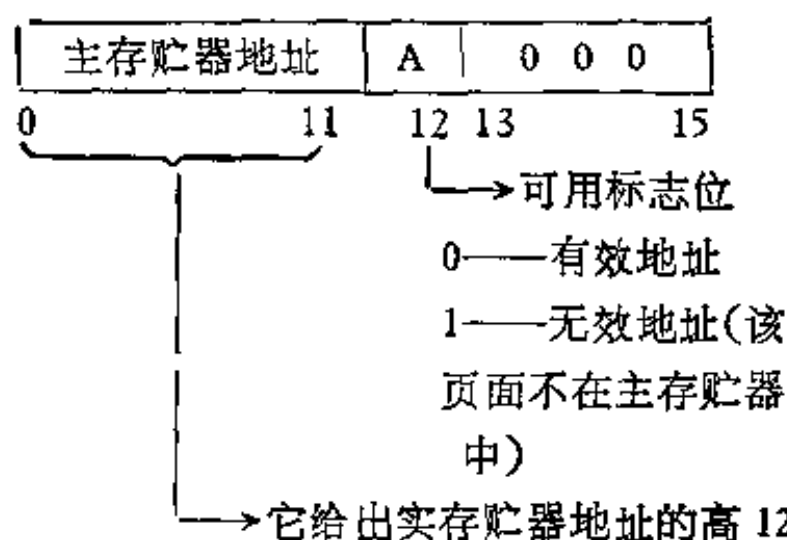 主存贮器地址 A 0 0 0
0 11 12 13 15
可用标志位
0——有效地址
1——无效地址(该
页面不在主存贮器
中)
它给出实存贮器地址的高 12